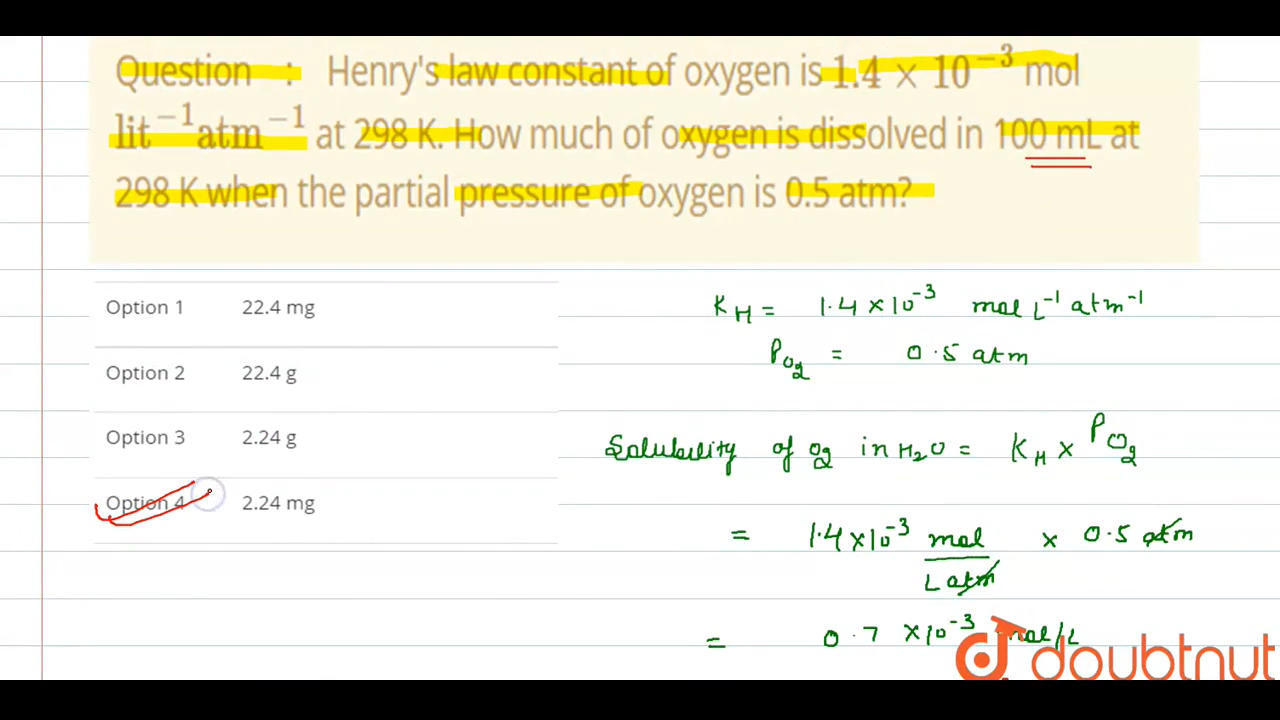 Question : Henry's law constant of oxygen is 1.4 × 10⁻³ mol
lit⁻¹atm⁻¹ at 298 K. How much of oxygen is dissolved in 100 mL at
298 K when the partial pressure of oxygen is 0.5 atm?
Option 1 22.4 mg
Option 2 22.4 g
Option 3 2.24 g
Option 4 2.24 mg
K_H = 1.4 × 10⁻³ mol L⁻¹ atm⁻¹
P_O₂ = 0.5 atm
Solubility of O₂ in H₂O = K_H × P_O₂
= 1.4 × 10⁻³ mol / L atm × 0.5 atm
= 0.7 × 10⁻³ mol/L
doubtnut